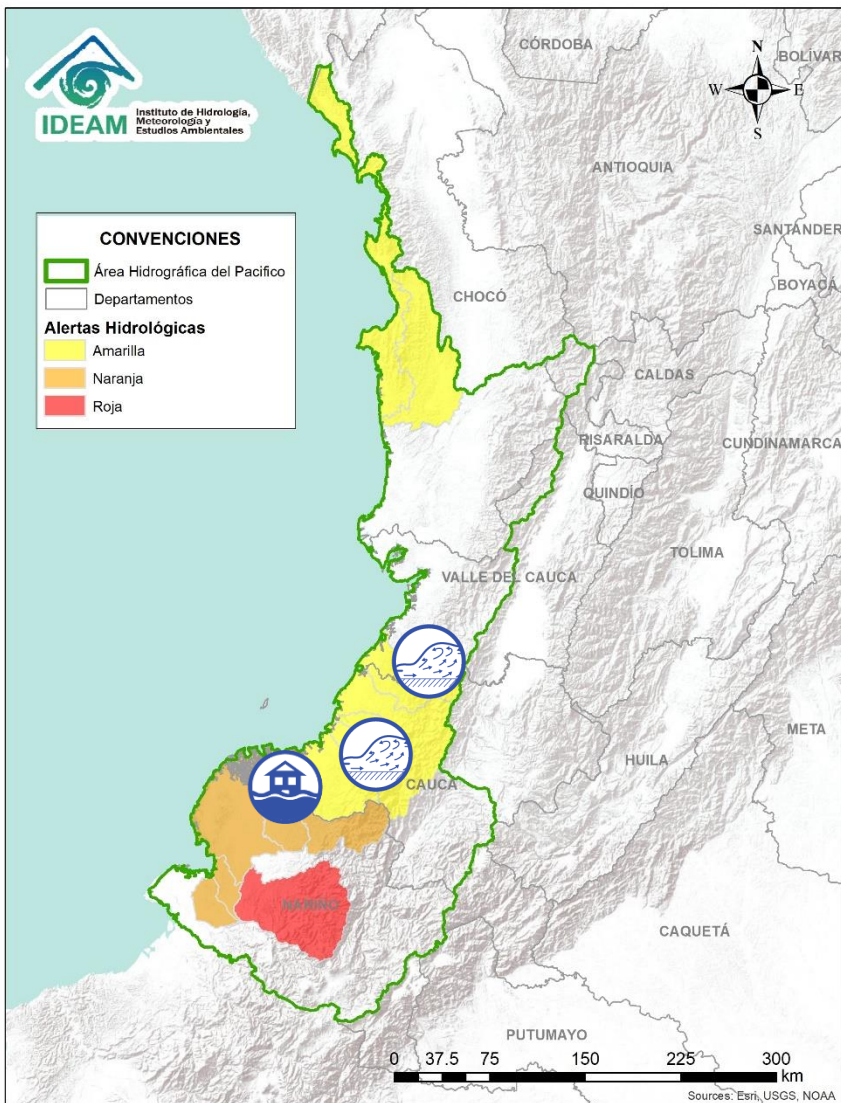 IDEAM
Instituto de Hidrología,
Meteorología y
Estudios Ambientales
N
W
E
S
CÓRDOBA
BOLÍVAR
ANTIOQUIA
SANTANDER
BOYACÁ
CONVENCIONES
Área Hidrográfica del Pacifico
Departamentos
Alertas Hidrológicas
Amarilla
Naranja
Roja
CHOCÓ
CALDAS
RISARALDA
CUNDINAMARCA
QUINDÍO
TOLIMA
VALLE DEL CAUCA
META
HUILA
CAUCA
NARIÑO
CAQUETÁ
PUTUMAYO
0 37.5 75 150 225 300
km
Sources: Esri, USGS, NOAA